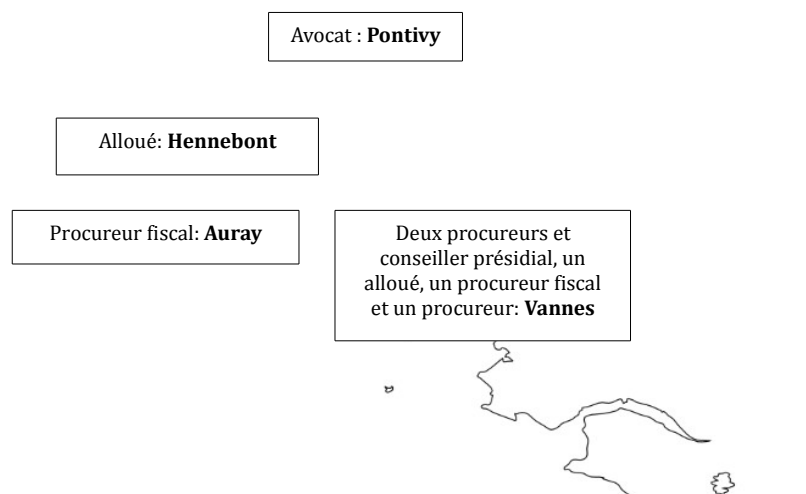 Avocat : Pontivy
Alloué: Hennebont
Procureur fiscal: Auray
Deux procureurs et
conseiller présidial, un
alloué, un procureur fiscal
et un procureur: Vannes